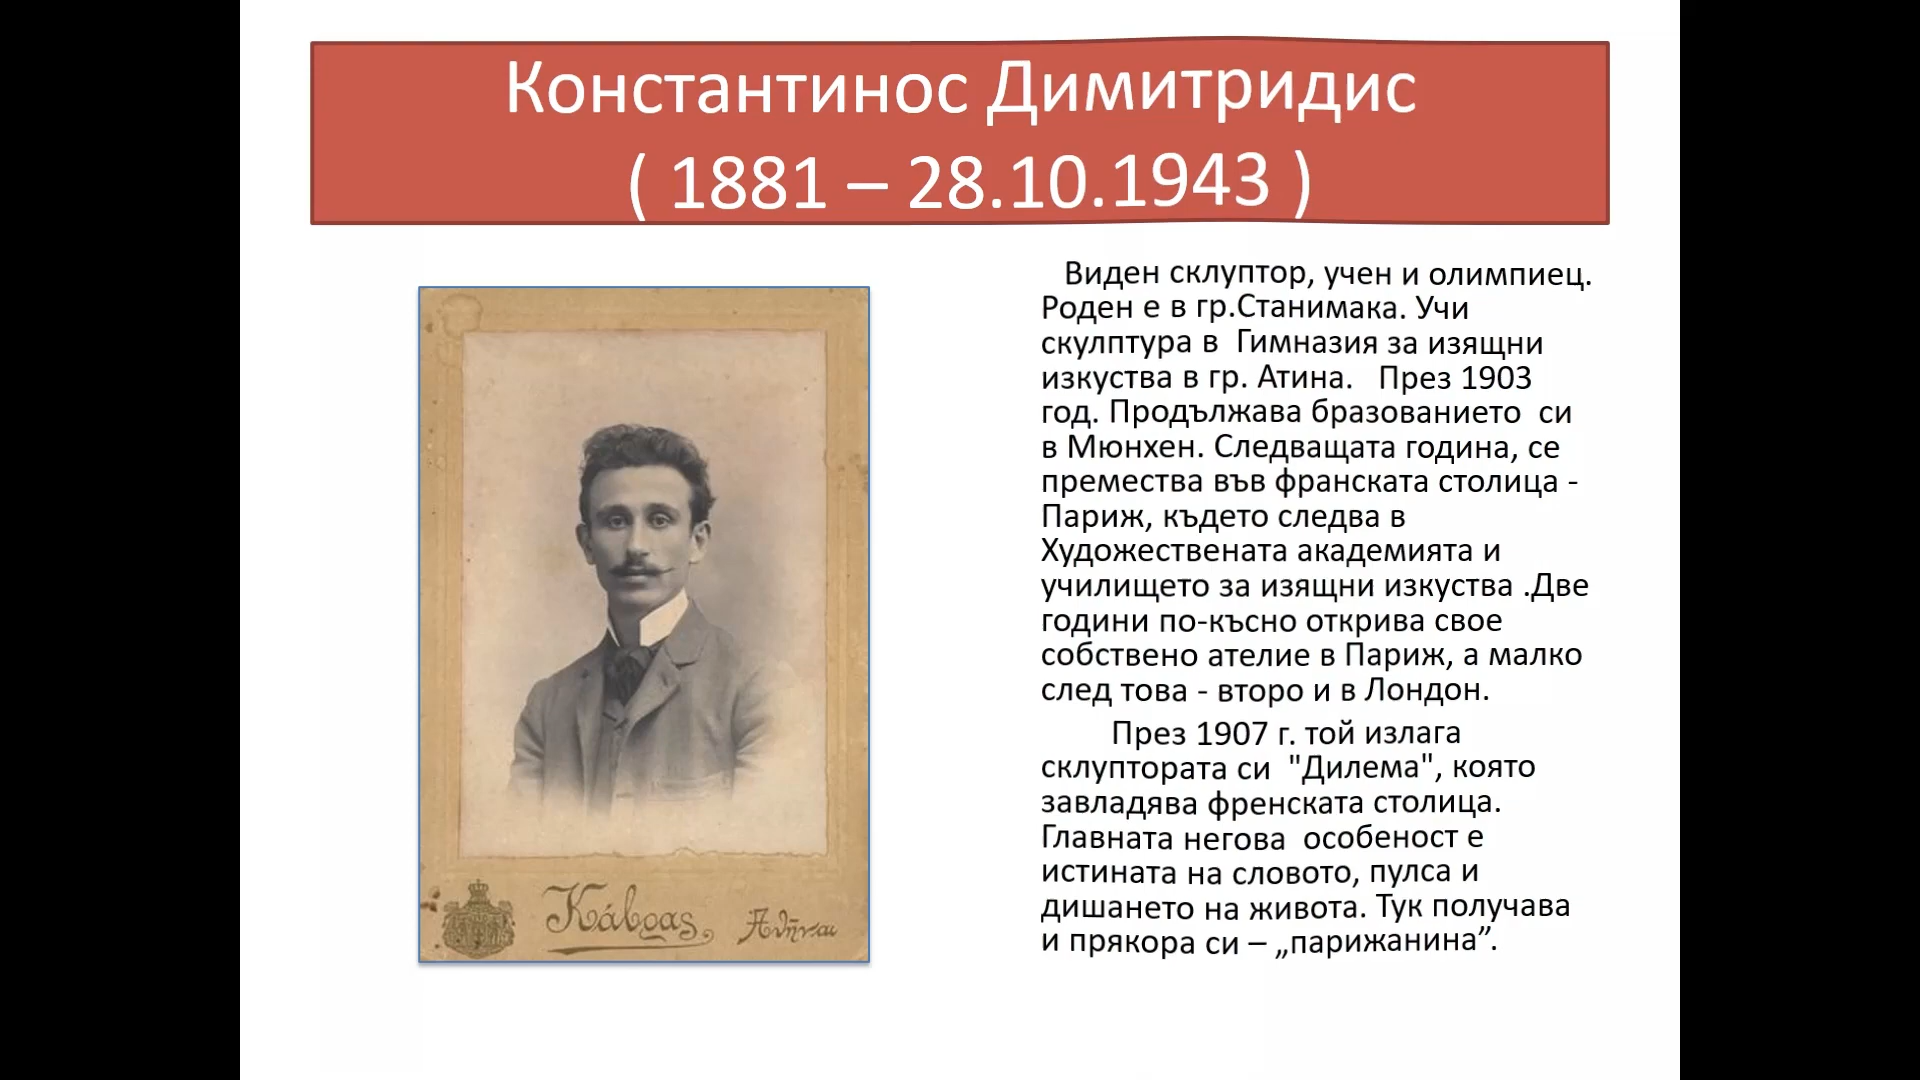 Константинос Димитридис
( 1881 – 28.10.1943 )
Виден склуптор, учен и олимпиец.
Роден е в гр.Станимака. Учи
скулптура в  Гимназия за изящни
изкуства в гр. Атина.   През 1903
год. Продължава бразованието  си
в Мюнхен. Следващата година, се
премества във франската столица -
Париж, където следва в
Художествената академията и
училището за изящни изкуства .Две
години по-късно открива свое
собствено ателие в Париж, а малко
след това - второ и в Лондон.
През 1907 г. той излага
склуптората си  "Дилема", която
завладява френската столица.
Главната негова  особеност е
истината на словото, пулса и
дишането на живота. Тук получава
и прякора си – „парижанина”.
Κάβρας Ἀθῆναι